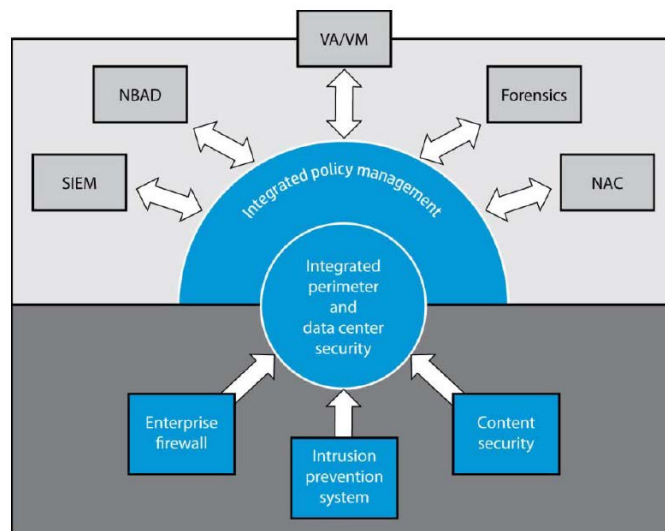 VA/VM
NBAD
Forensics
SIEM
NAC
Integrated policy management
Integrated
perimeter
and
data center
security
Enterprise
firewall
Intrusion
prevention
system
Content
security